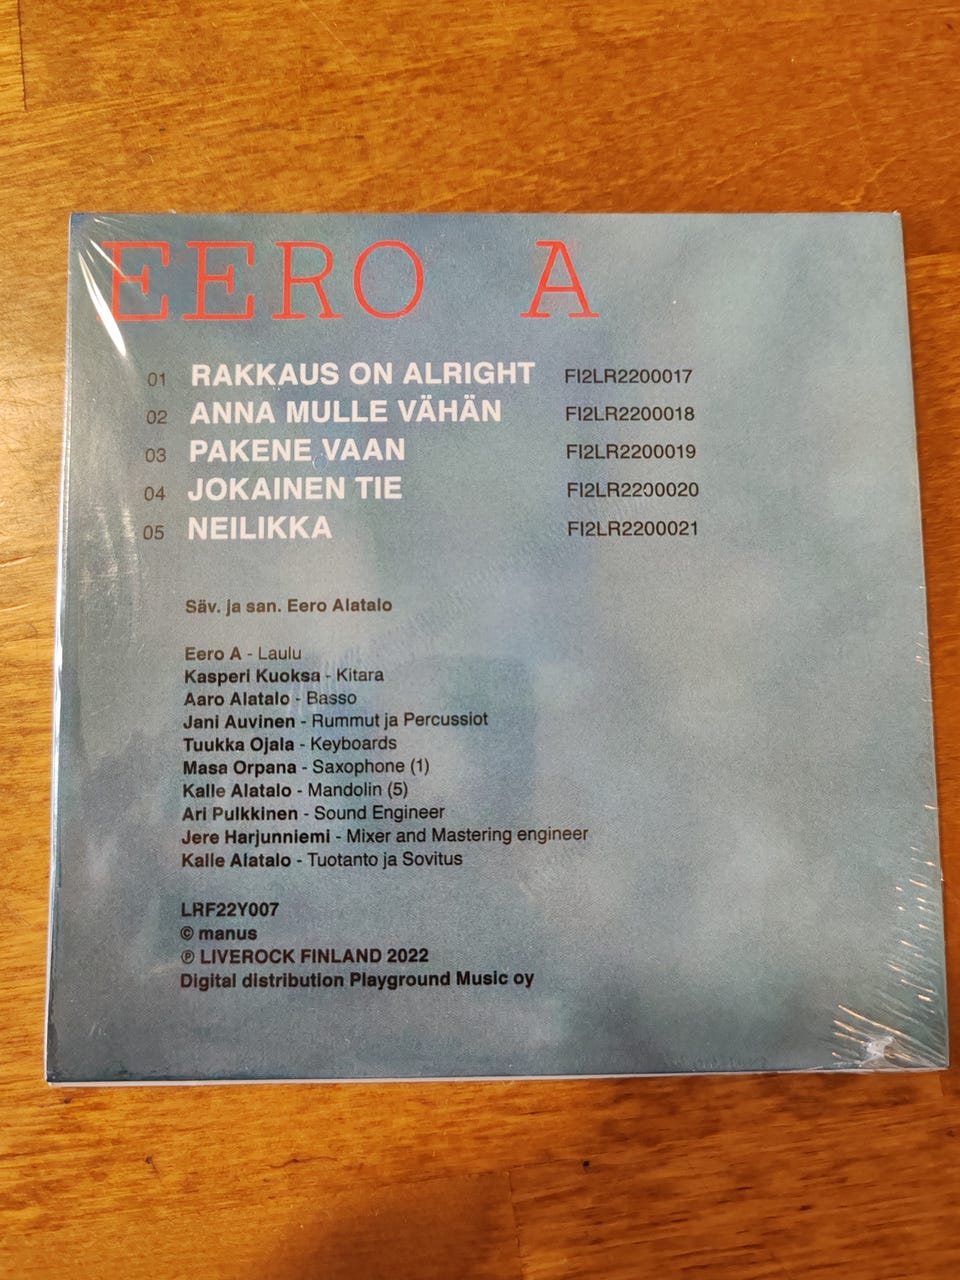 EERO A
01 RAKKAUS ON ALRIGHT FI2LR2200017
02 ANNA MULLE VÄHÄN FI2LR2200018
03 PAKENE VAAN FI2LR2200019
04 JOKAINEN TIE FI2LR2200020
05 NEILIKKA FI2LR2200021
Säv. ja san. Eero Alatalo
Eero A - Laulu
Kasperi Kuoksa - Kitara
Aaro Alatalo - Basso
Jani Auvinen - Rummut ja Percussiot
Tuukka Ojala - Keyboards
Masa Orpana - Saxophone (1)
Kalle Alatalo - Mandolin (5)
Ari Pulkkinen - Sound Engineer
Jere Harjunniemi - Mixer and Mastering engineer
Kalle Alatalo - Tuotanto ja Sovitus
LRF22Y007
© manus
℗ LIVEROCK FINLAND 2022
Digital distribution Playground Music oy